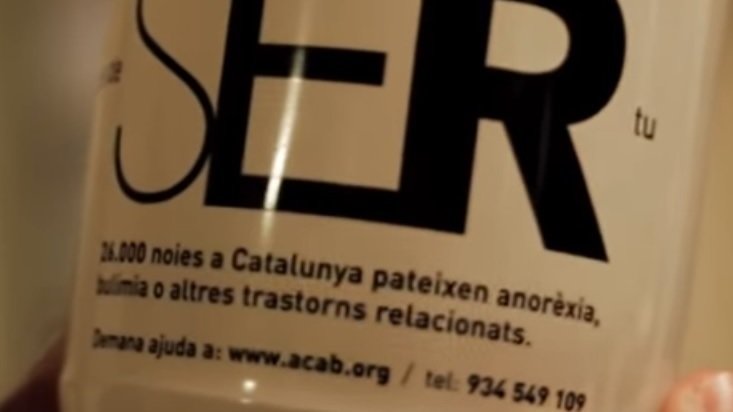 SER
tu
26.000 noies a Catalunya pateixen anorèxia,
bulímia o altres trastorns relacionats.
Demana ajuda a: www.acab.org / tel: 934 549 109